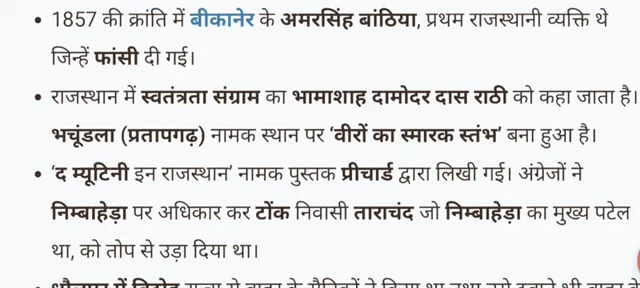 • 1857 की क्रांति में बीकानेर के अमरसिंह बांठिया, प्रथम राजस्थानी व्यक्ति थे
जिन्हें फांसी दी गई।
• राजस्थान में स्वतंत्रता संग्राम का भामाशाह दामोदर दास राठी को कहा जाता है।
भचूंडला (प्रतापगढ़) नामक स्थान पर 'वीरों का स्मारक स्तंभ' बना हुआ है।
• 'द म्यूटिनी इन राजस्थान' नामक पुस्तक प्रीचार्ड द्वारा लिखी गई। अंग्रेजों ने
निम्बाहेड़ा पर अधिकार कर टोंक निवासी ताराचंद जो निम्बाहेड़ा का मुख्य पटेल
था, को तोप से उड़ा दिया था।